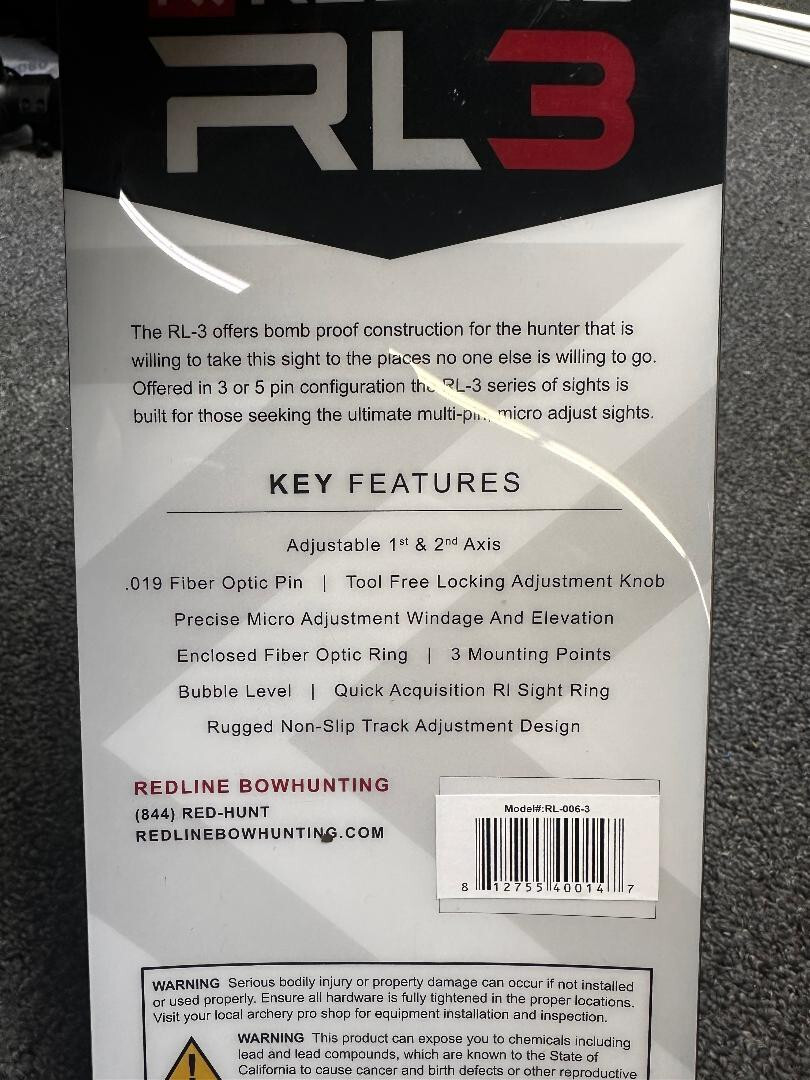 RL3
The RL-3 offers bomb proof construction for the hunter that is
willing to take this sight to the places no one else is willing to go.
Offered in 3 or 5 pin configuration the RL-3 series of sights is
built for those seeking the ultimate multi-pin, micro adjust sights.
KEY FEATURES
Adjustable 1st & 2nd Axis
.019 Fiber Optic Pin | Tool Free Locking Adjustment Knob
Precise Micro Adjustment Windage And Elevation
Enclosed Fiber Optic Ring | 3 Mounting Points
Bubble Level | Quick Acquisition RI Sight Ring
Rugged Non-Slip Track Adjustment Design
REDLINE BOWHUNTING
(844) RED-HUNT
REDLINEBOWHUNTING.COM
Model#:RL-006-3
8 12755 40014 7
WARNING Serious bodily injury or property damage can occur if not installed
or used properly. Ensure all hardware is fully tightened in the proper locations.
Visit your local archery pro shop for equipment installation and inspection.
WARNING This product can expose you to chemicals including
lead and lead compounds, which are known to the State of
California to cause cancer and birth defects or other reproductive